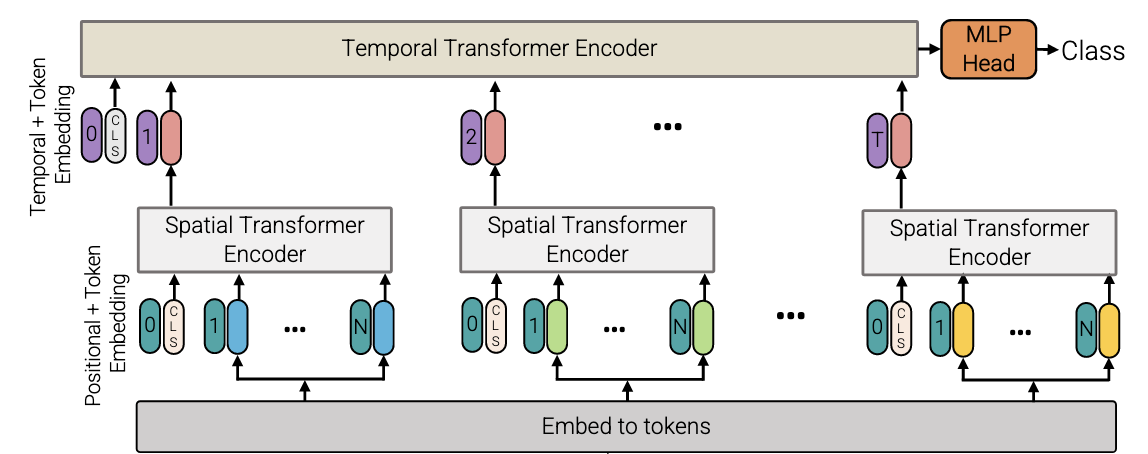 Temporal Transformer Encoder
MLP
Head
Class
Temporal + Token
Embedding
0
CLS
1
2
...
T
Spatial Transformer
Encoder
Spatial Transformer
Encoder
Spatial Transformer
Encoder
Positional + Token
Embedding
0
CLS
1
...
N
0
CLS
1
...
N
...
0
CLS
1
...
N
Embed to tokens